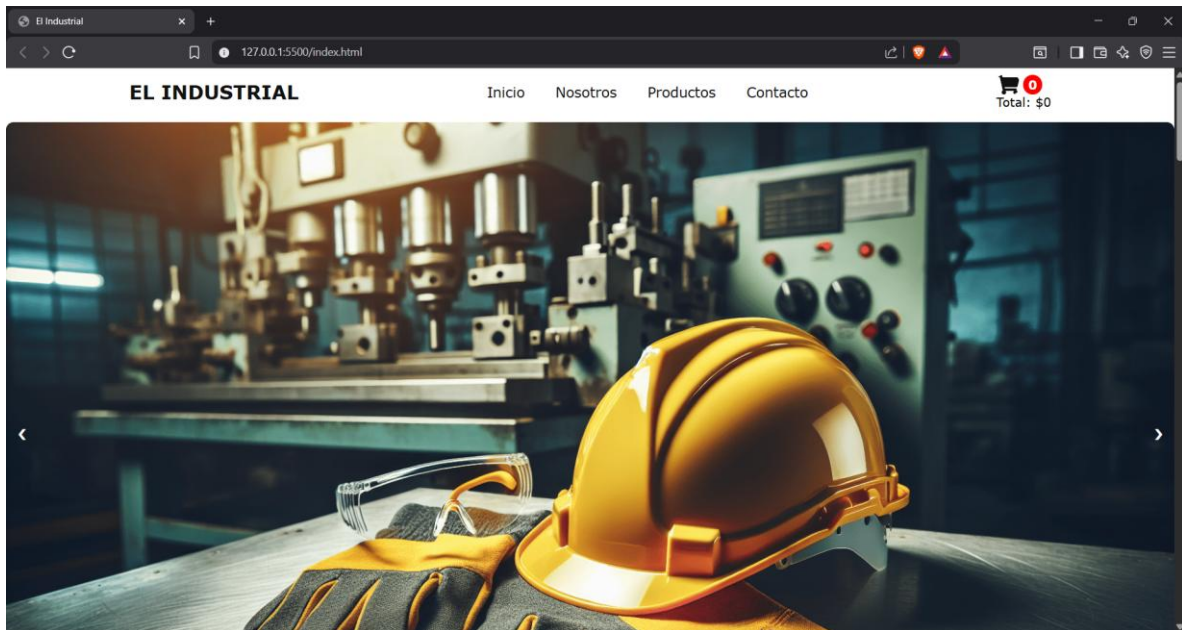 El Industrial
127.0.0.1:5500/index.html
EL INDUSTRIAL
Inicio Nosotros Productos Contacto
0
Total: $0